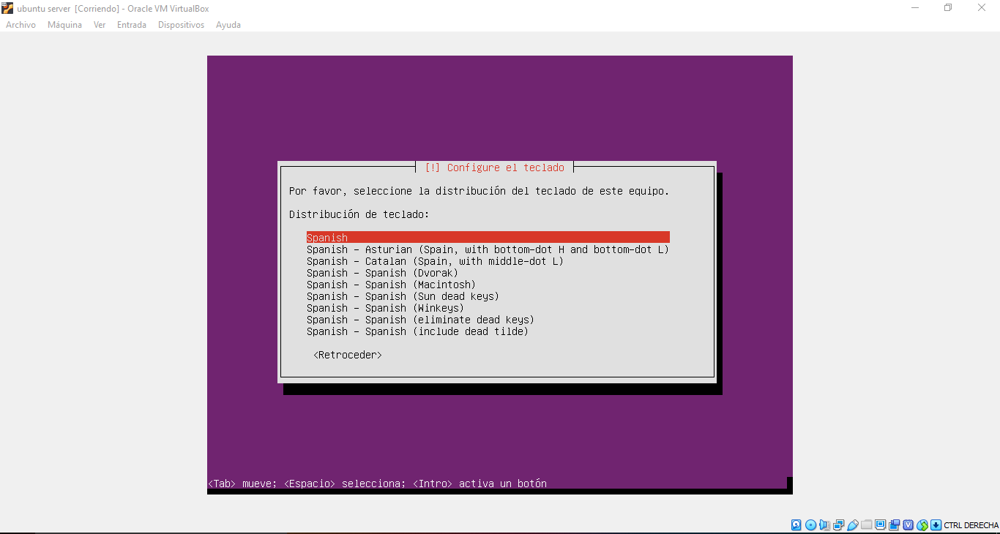 ubuntu server [Corriendo] - Oracle VM VirtualBox
Archivo Máquina Ver Entrada Dispositivos Ayuda
[!] Configure el teclado
Por favor, seleccione la distribución del teclado de este equipo.
Distribución de teclado:
Spanish
Spanish - Asturian (Spain, with bottom-dot H and bottom-dot L)
Spanish - Catalan (Spain, with middle-dot L)
Spanish - Spanish (Dvorak)
Spanish - Spanish (Macintosh)
Spanish - Spanish (Sun dead keys)
Spanish - Spanish (Winkeys)
Spanish - Spanish (eliminate dead keys)
Spanish - Spanish (include dead tilde)
<Retroceder>
<Tab> mueve; <Espacio> selecciona; <Intro> activa un botón
CTRL DERECHA